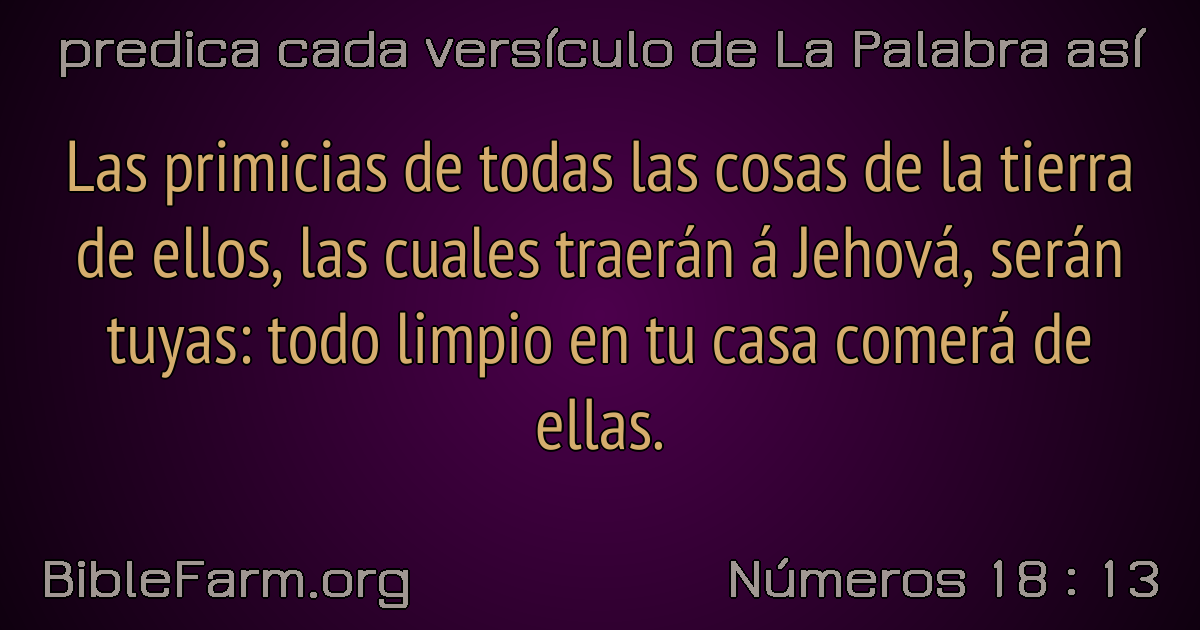 predica cada versículo de La Palabra así
Las primicias de todas las cosas de la tierra
de ellos, las cuales traerán á Jehová, serán
tuyas: todo limpio en tu casa comerá de
ellas.
BibleFarm.org
Números 18 : 13